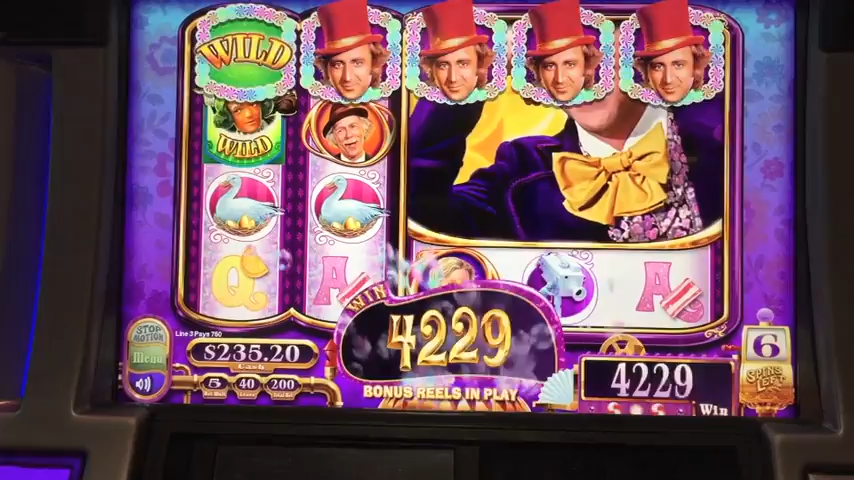 WILD
WILD
Q
A
A
WIN
4229
BONUS REELS IN PLAY
Line 3 Pays 750
STOP
MOTION
Menu
$235.20
Cash
5
40
200
4229
Win
6
SPINS
LEFT